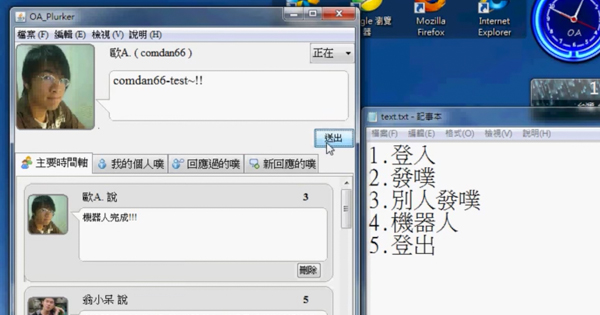 OA_Plurker
檔案(F) 編輯(E) 檢視(V) 說明(H)
歐A. ( comdan66 )
正在
comdan66-test~!!
送出
主要時間軸 我的個人噗 回應過的噗 新回應的噗
歐A. 說 3
機器人完成!!!
刪除
翁小呆 說 5
gle 瀏覽
器
Mozilla
Firefox
Internet
Explorer
OA
text.txt - 記事本
檔案(F) 編輯(E) 格式(O) 檢視(V) 說明(H)
1.登入
2.發噗
3.別人發噗
4.機器人
5.登出